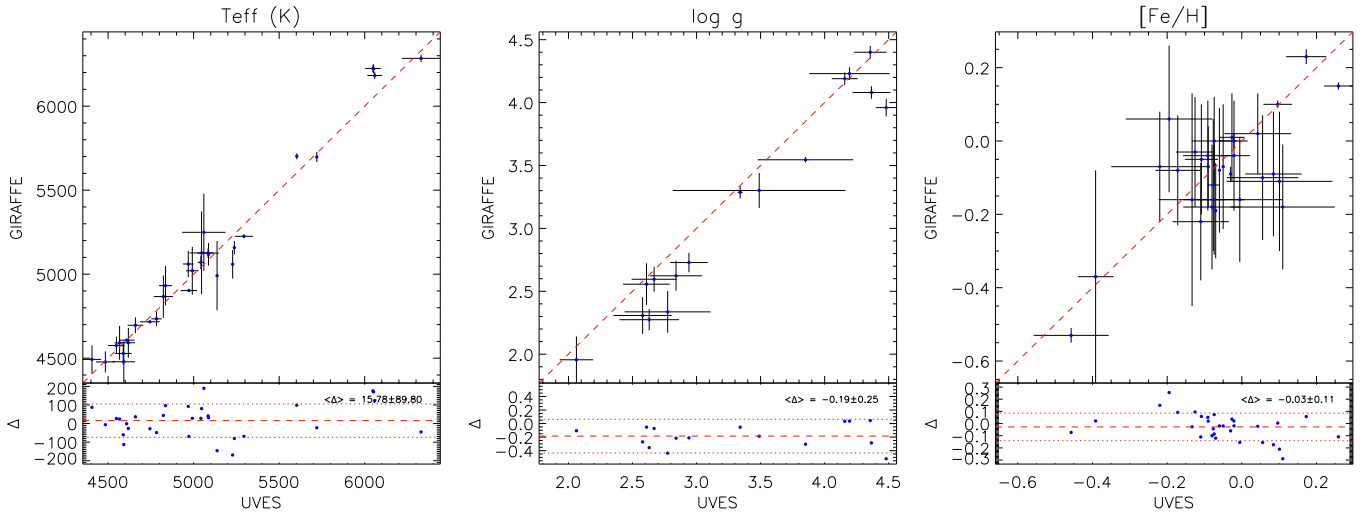 Teff (K)
6000
5500
5000
4500
GIRAFFE
<Δ> = 15.78±89.80
200
100
0
-100
-200
Δ
4500 5000 5500 6000
UVES
log g
4.5
4.0
3.5
3.0
2.5
2.0
GIRAFFE
<Δ> = -0.19±0.25
0.4
0.2
0.0
-0.2
-0.4
Δ
2.0 2.5 3.0 3.5 4.0 4.5
UVES
[Fe/H]
0.2
0.0
-0.2
-0.4
-0.6
GIRAFFE
<Δ> = -0.03±0.11
0.3
0.2
0.1
0.0
-0.1
-0.2
-0.3
Δ
-0.6 -0.4 -0.2 0.0 0.2
UVES